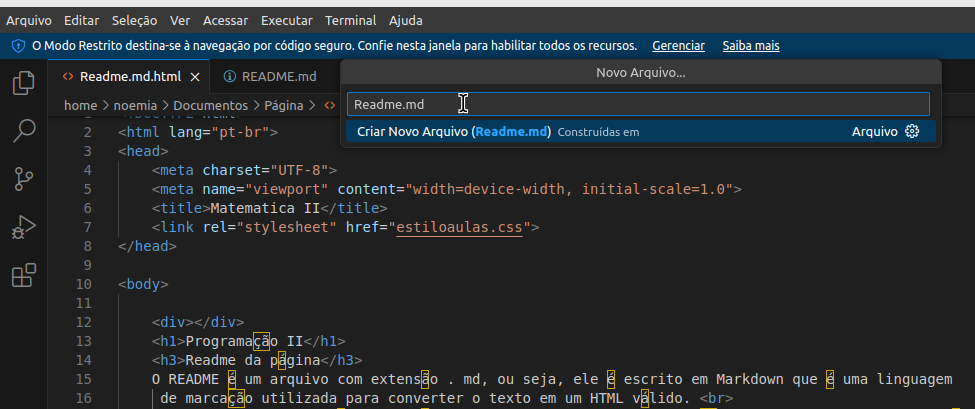 Arquivo Editar Seleção Ver Acessar Executar Terminal Ajuda
O Modo Restrito destina-se à navegação por código seguro. Confie nesta janela para habilitar todos os recursos. Gerenciar Saiba mais
Readme.md.html README.md
Novo Arquivo...
home > noemia > Documentos > Página >
Readme.md
Criar Novo Arquivo (Readme.md) Construídas em Arquivo
2 <html lang="pt-br">
3 <head>
4 <meta charset="UTF-8">
5 <meta name="viewport" content="width=device-width, initial-scale=1.0">
6 <title>Matematica II</title>
7 <link rel="stylesheet" href="estiloaulas.css">
8 </head>
9
10 <body>
11
12 <div></div>
13 <h1>Programação II</h1>
14 <h3>Readme da página</h3>
15 O README é um arquivo com extensão . md, ou seja, ele é escrito em Markdown que é uma linguagem
16 de marcação utilizada para converter o texto em um HTML válido. <br>